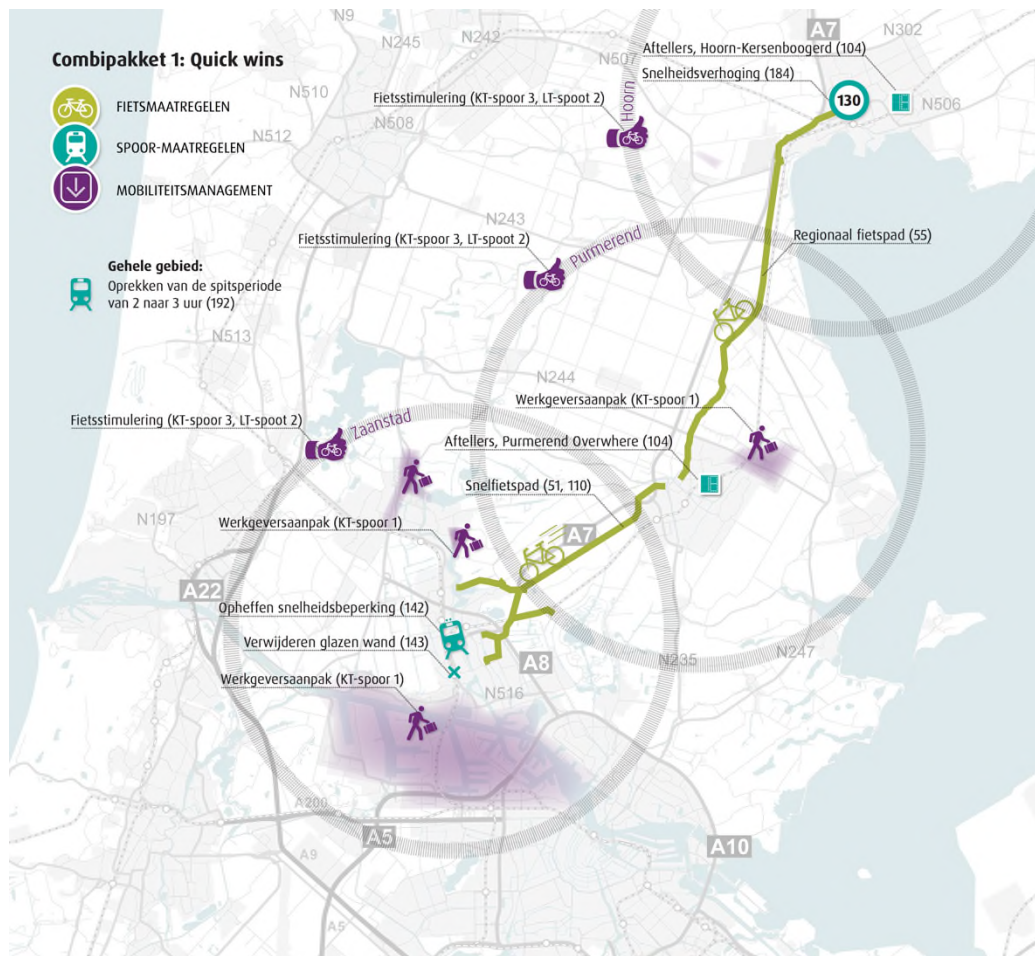 Combipakket 1: Quick wins
FIETSMAATREGELEN
SPOOR-MAATREGELEN
MOBILITEITSMANAGEMENT
Gehele gebied:
Oprekken van de spitsperiode
van 2 naar 3 uur (192)
N9
N245
N242
A7
N302
Aftellers, Hoorn-Kersenboogerd (104)
N507
Snelheidsverhoging (184)
130
N506
N510
Fietsstimulering (KT-spoor 3, LT-spoot 2)
Hoorn
N508
N512
N243
Fietsstimulering (KT-spoor 3, LT-spoot 2)
Purmerend
Regionaal fietspad (55)
N513
N244
Werkgeversaanpak (KT-spoor 1)
Fietsstimulering (KT-spoor 3, LT-spoot 2)
Zaanstad
Aftellers, Purmerend Overwhere (104)
Snelfietspad (51, 110)
N197
Werkgeversaanpak (KT-spoor 1)
A7
A22
Opheffen snelheidsbeperking (142)
Verwijderen glazen wand (143)
A8
N235
N247
Werkgeversaanpak (KT-spoor 1)
N516
A200
A5
A9
A10
A5